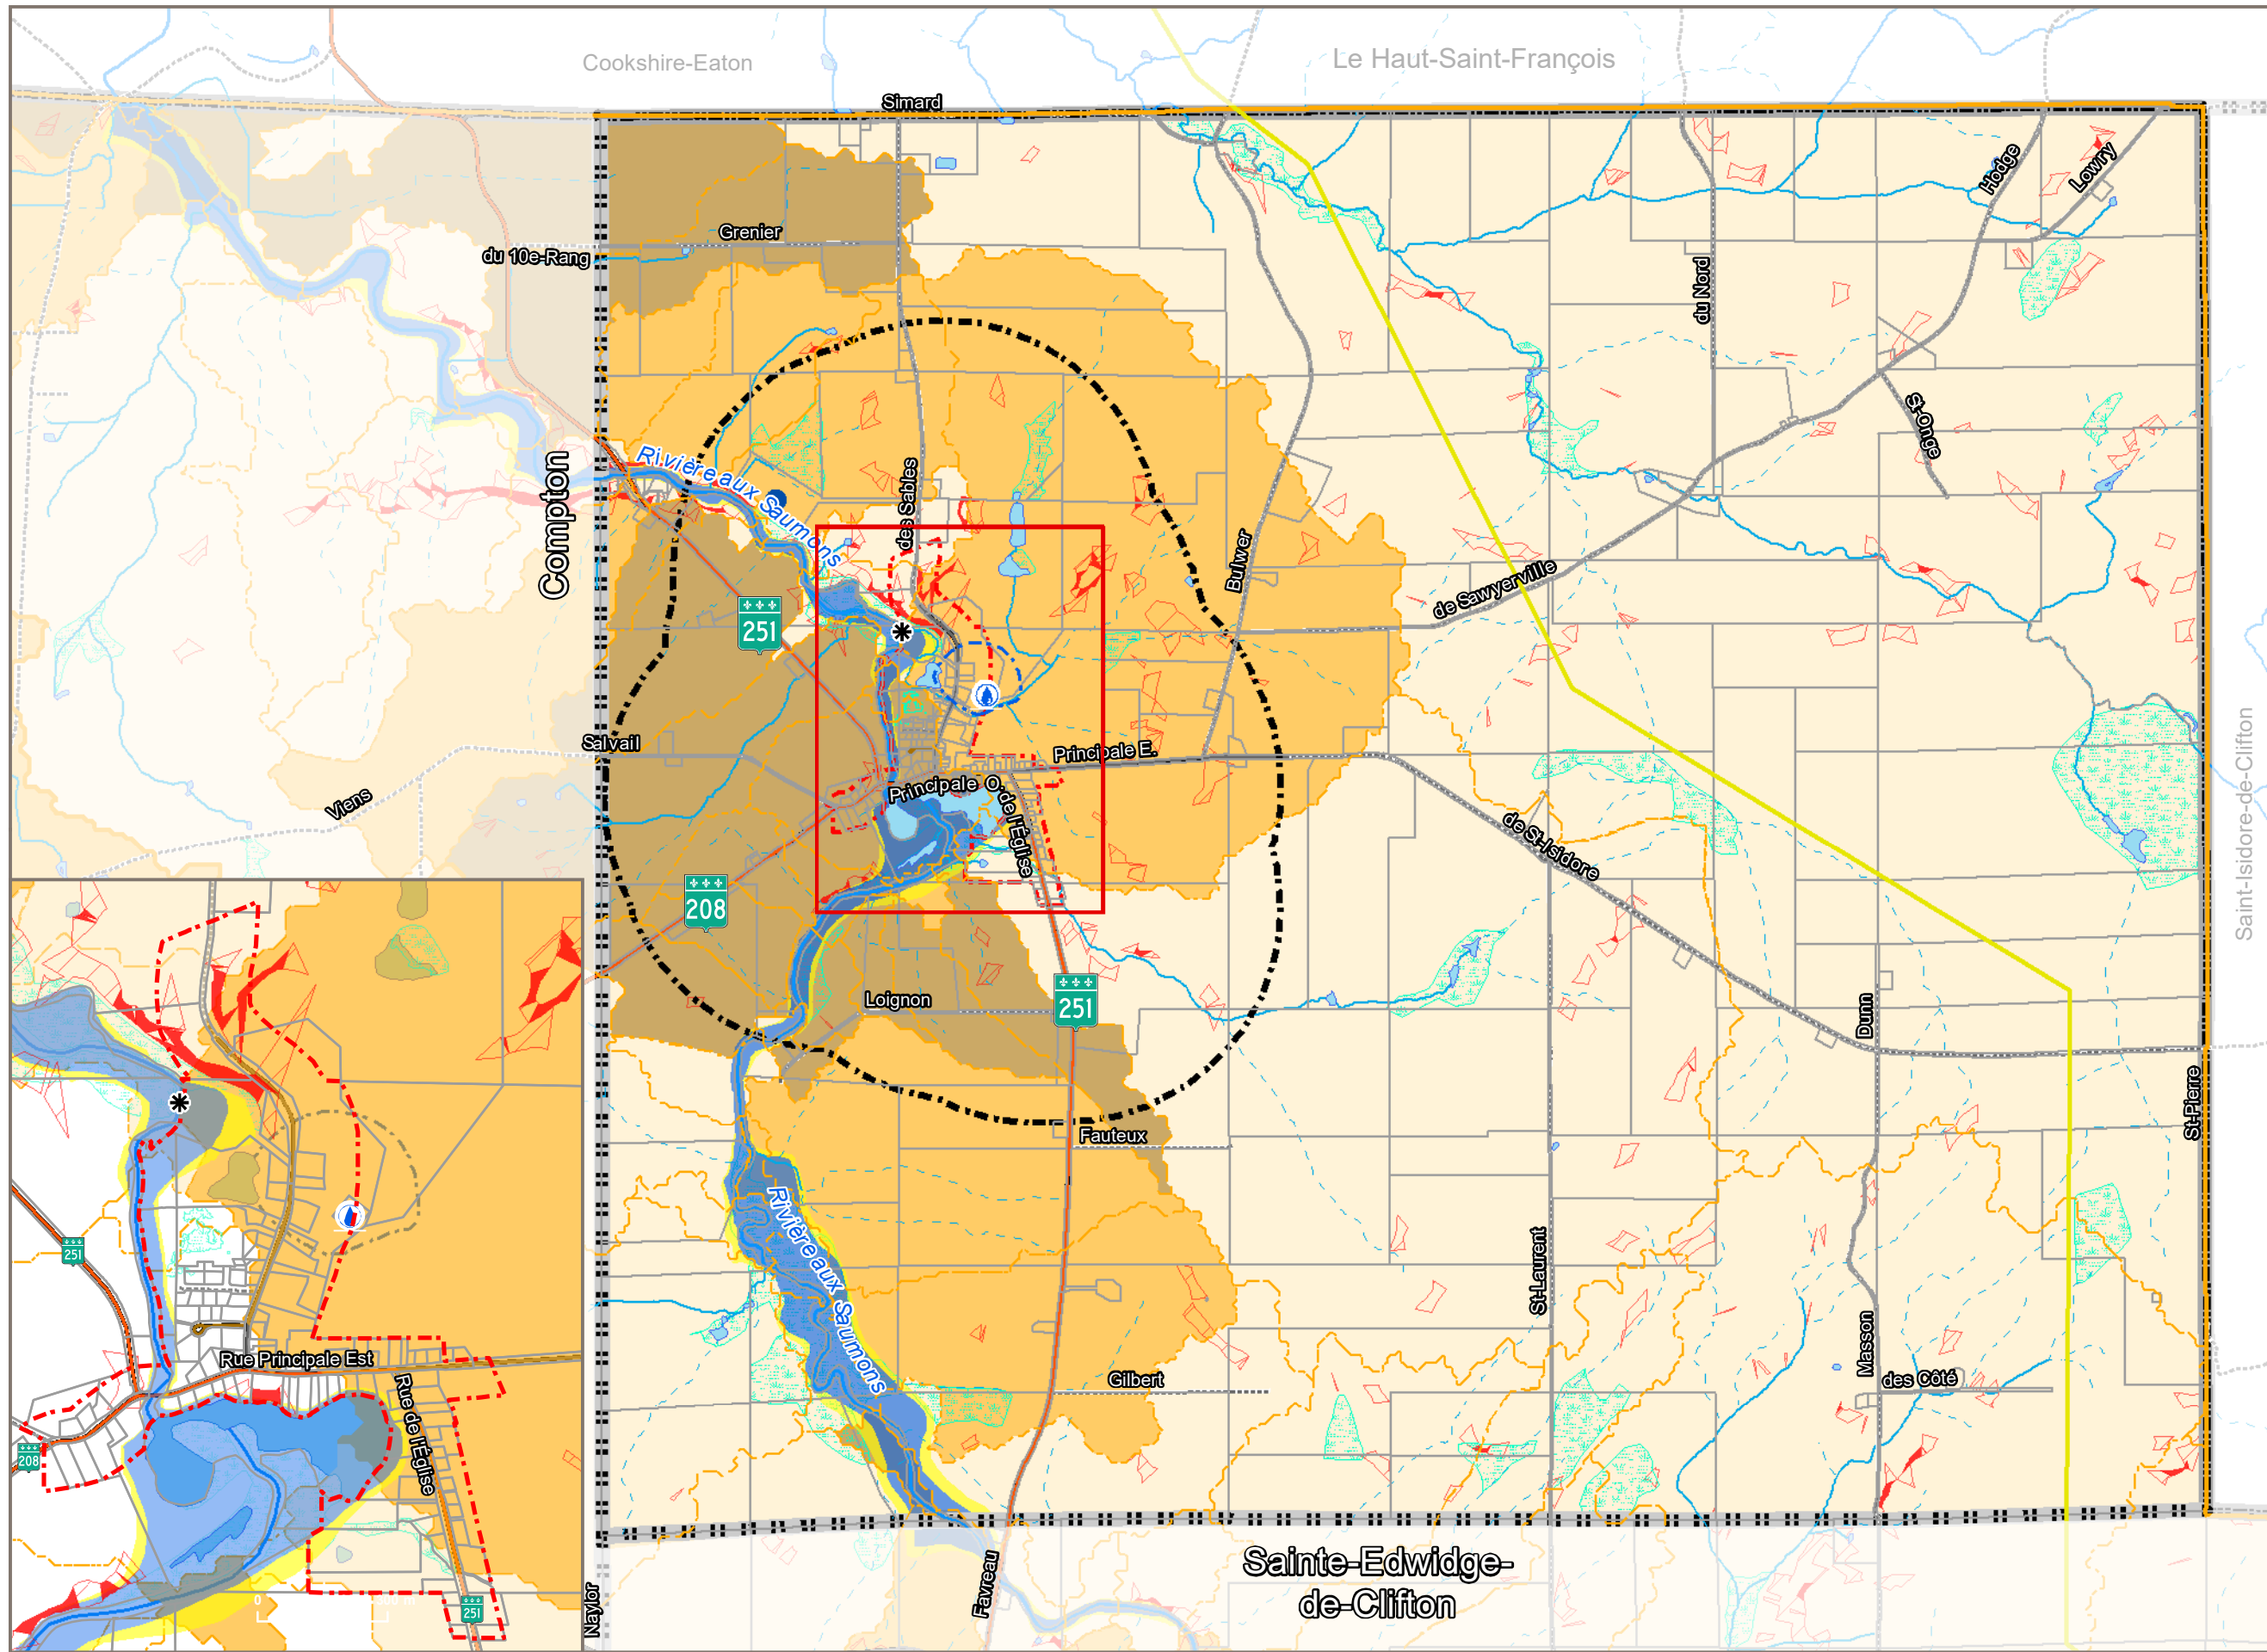 Cookshire-Eaton
Le Haut-Saint-François
Simard
Hodge
Lowry
Grenier
du 10e-Rang
du Nord
St-Onge
Compton
Rivière aux Saumons
des Sables
Bulwer
de Sawyerville
251
Salvail
Principale E.
Principale O.
de l'Église
Viens
208
de St-Isidore
Saint-Isidore-de-Clifton
Loignon
251
Dunn
St-Pierre
Fauteux
Rivière aux Saumons
St-Laurent
Masson
Gilbert
des Côté
251
Rue Principale Est
Rue de l'Église
208
251
0
Naylor
Favreau
Sainte-Edwidge-
de-Clifton